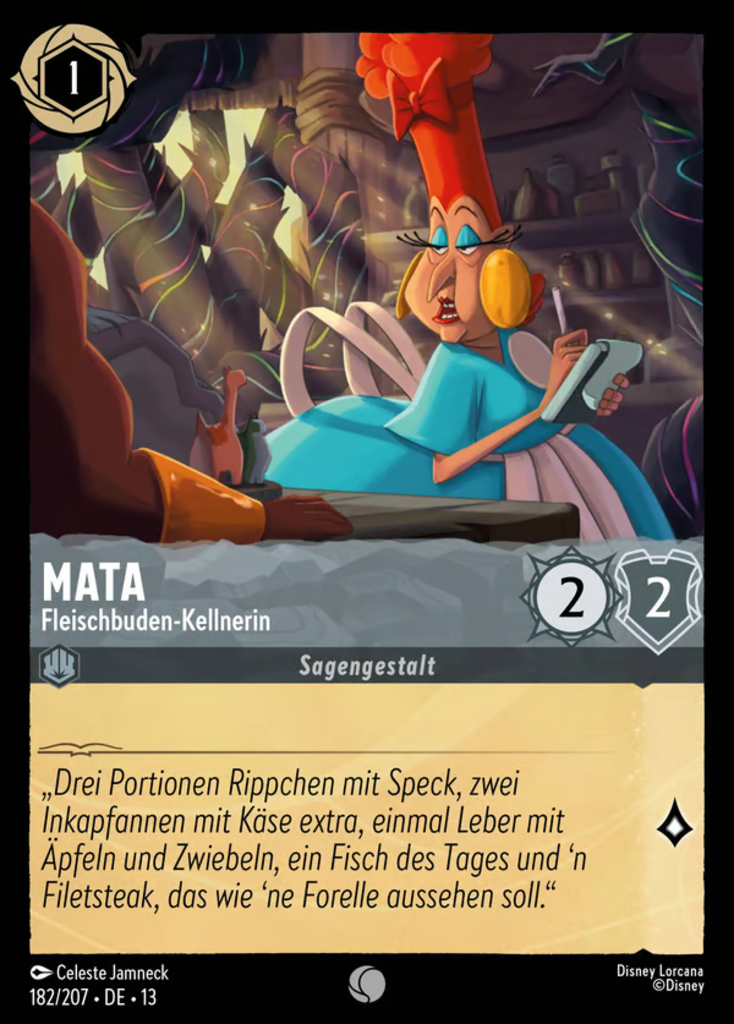 1
MATA
Fleischbuden-Kellnerin
2
2
Sagengestalt
„Drei Portionen Rippchen mit Speck, zwei
Inkapfannen mit Käse extra, einmal Leber mit
Äpfeln und Zwiebeln, ein Fisch des Tages und ‘n
Filetsteak, das wie ‘ne Forelle aussehen soll.“
Celeste Jamneck
182/207 • DE • 13
Disney Lorcana
©Disney